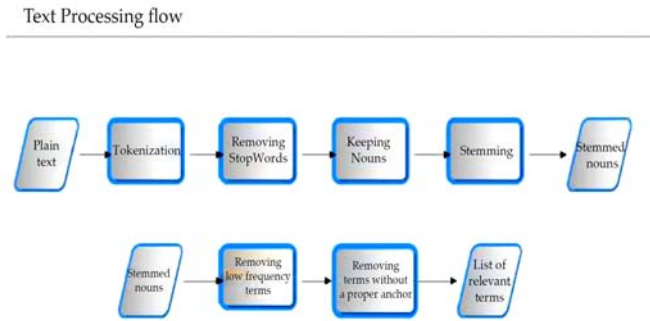 Text Processing flow
Plain
text
Tokenization
Removing
StopWords
Keeping
Nouns
Stemming
Stemmed
nouns
Stemmed
nouns
Removing
low frequency
terms
Removing
terms without
a proper anchor
List of
relevant
terms